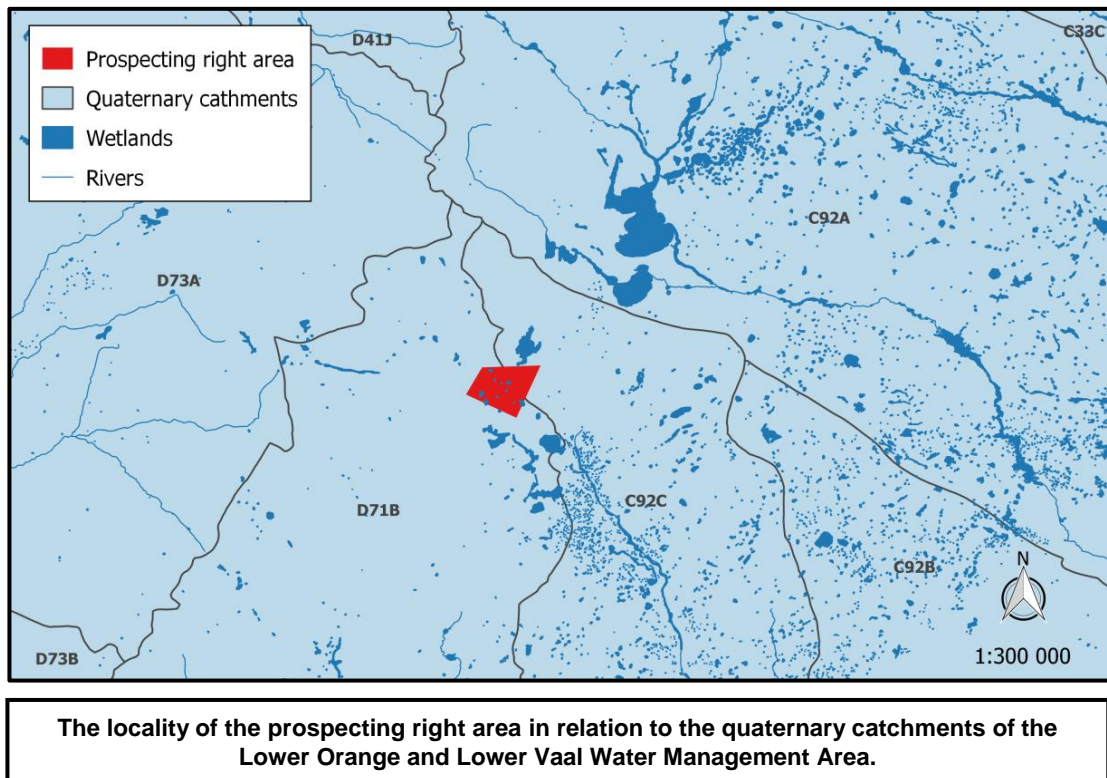 D41J
C33C
Prospecting right area
Quaternary cathments
Wetlands
Rivers
C92A
D73A
D71B
C92C
C92B
N
D73B
1:300 000
The locality of the prospecting right area in relation to the quaternary catchments of the
Lower Orange and Lower Vaal Water Management Area.